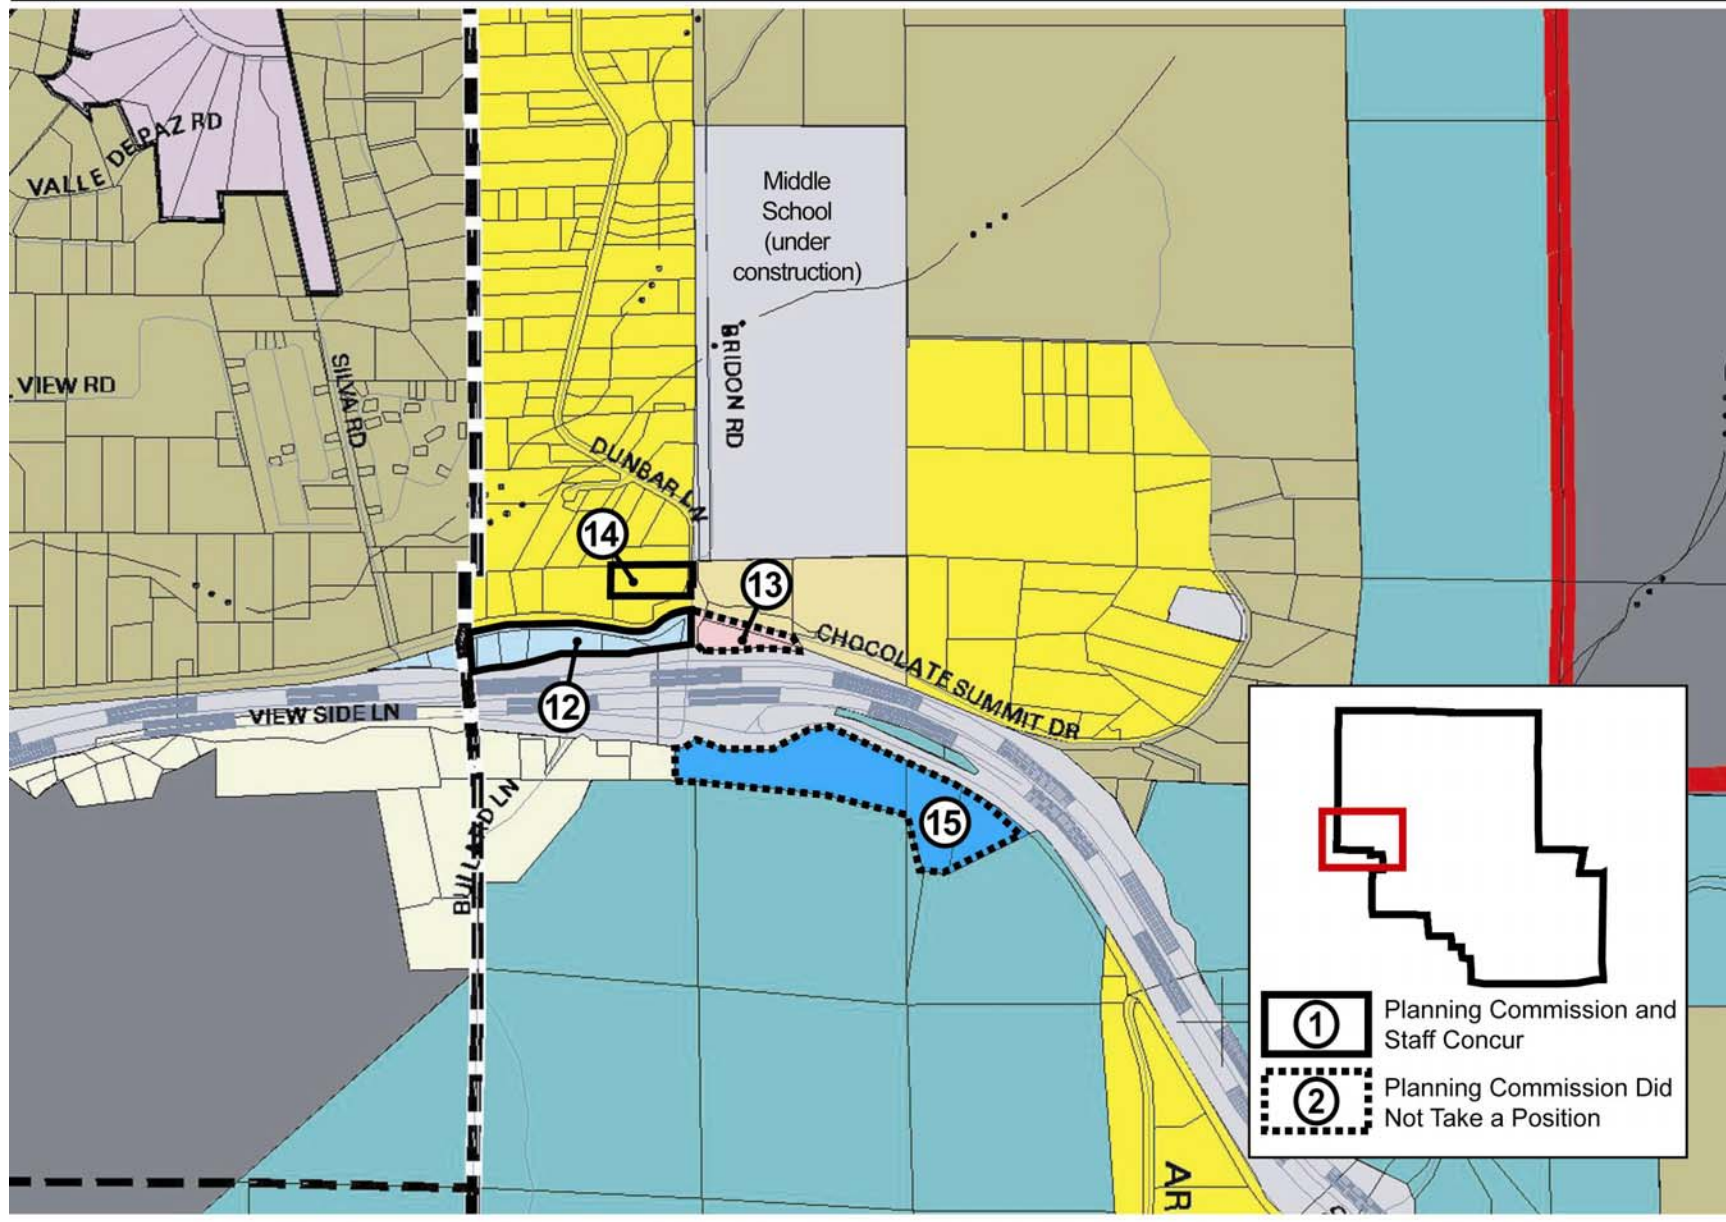 VALLE DE PAZ RD
Middle
School
(under
construction)
VIEW RD
SILVA RD
BRIDON RD
DUNBAR LN
14
13
CHOCOLATE SUMMIT DR
12
VIEW SIDE LN
BULLARD LN
15
1
Planning Commission and
Staff Concur
2
Planning Commission Did
Not Take a Position
AR